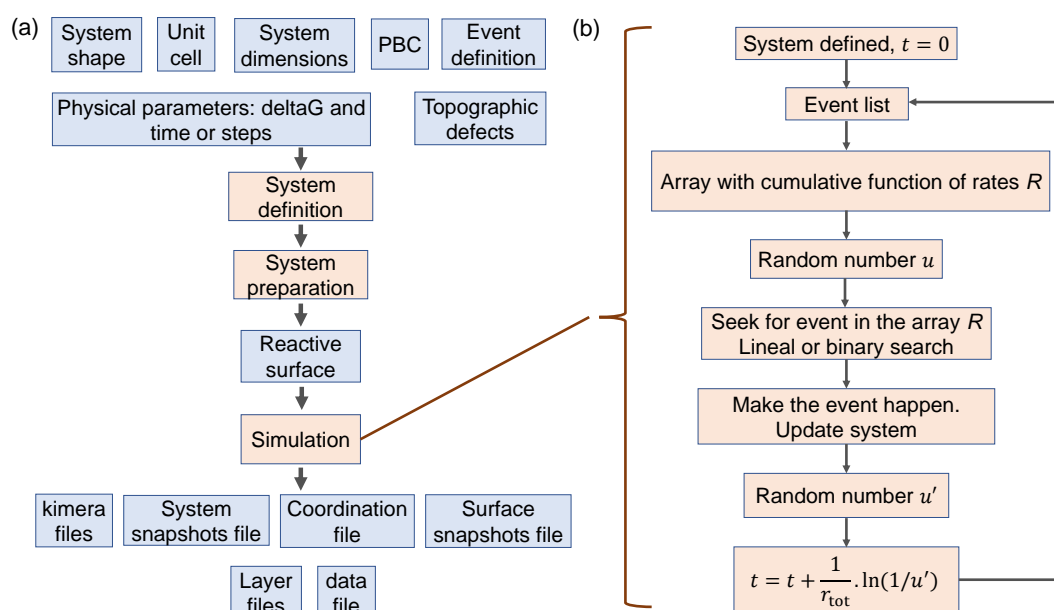 (a)
System
shape
Unit
cell
System
dimensions
PBC
Event
definition
Physical parameters: deltaG and
time or steps
Topographic
defects
System
definition
System
preparation
Reactive
surface
Simulation
kimera
files
System
snapshots file
Coordination
file
Surface
snapshots file
Layer
files
data
file
(b)
System defined, t = 0
Event list
Array with cumulative function of rates R
Random number u
Seek for event in the array R
Lineal or binary search
Make the event happen.
Update system
Random number u′
t = t + 1/r_tot . ln(1/u′)